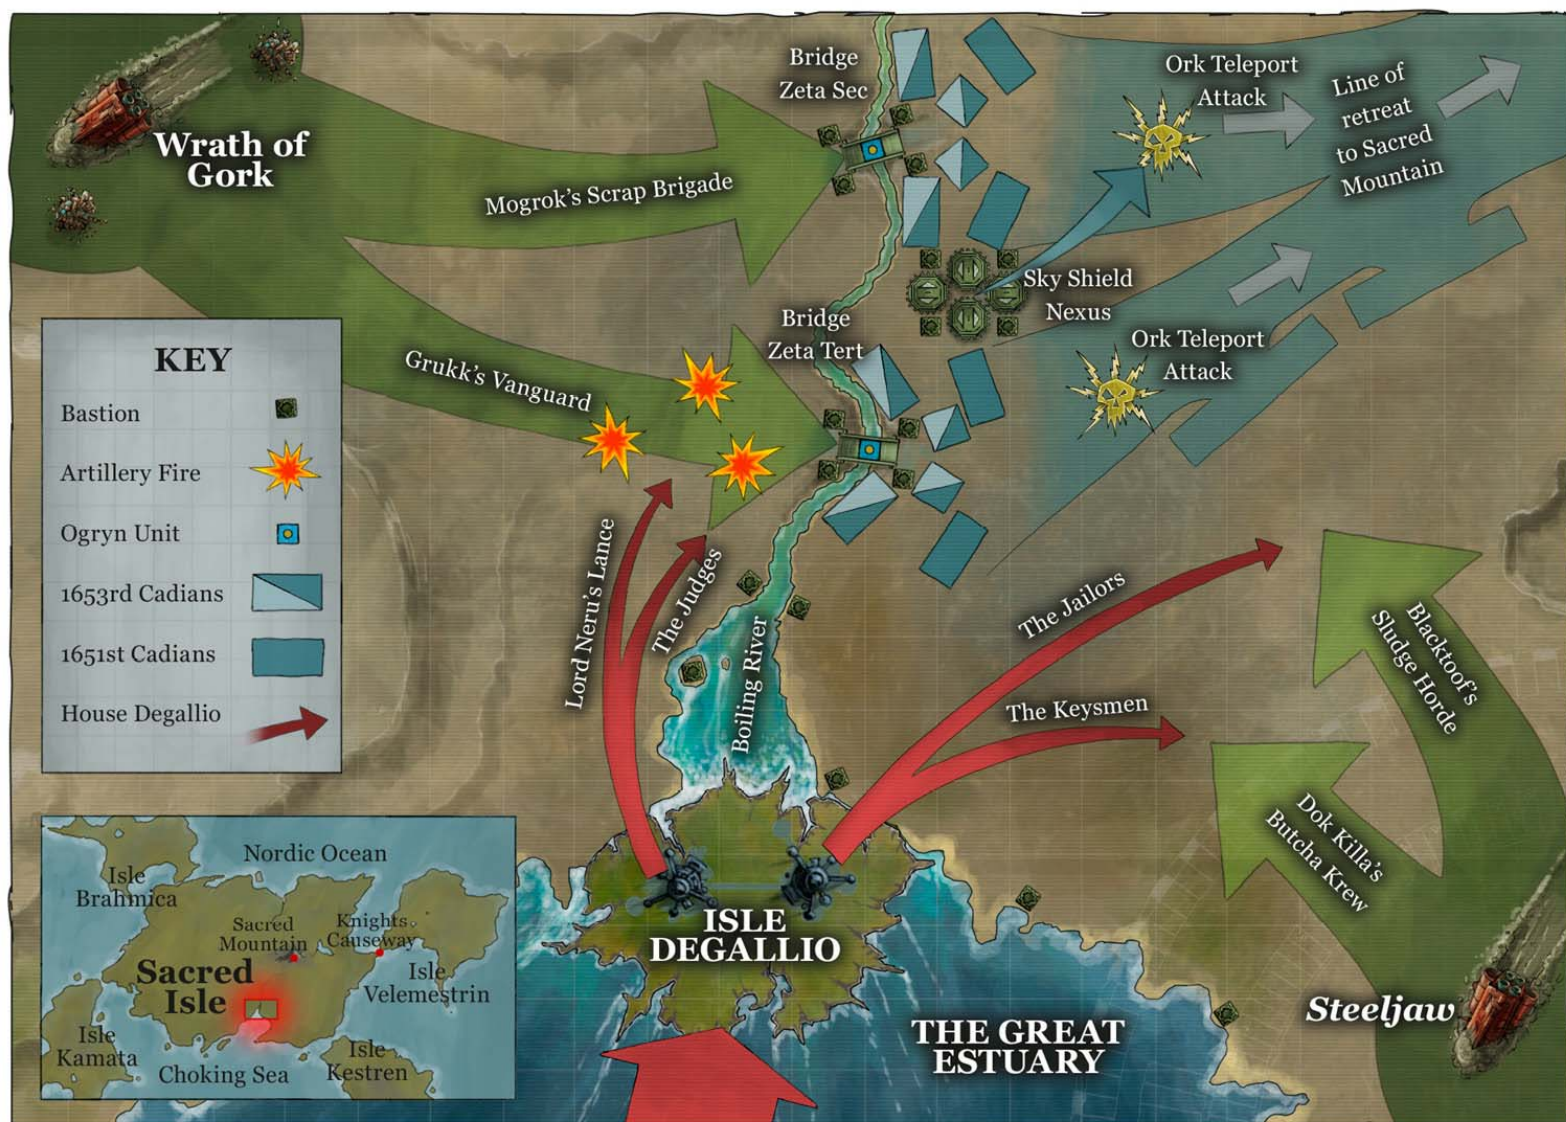 Wrath of
Gork
Mogrok's Scrap Brigade
Bridge
Zeta Sec
Ork Teleport
Attack
Line of
retreat
to Sacred
Mountain
Sky Shield
Nexus
Bridge
Zeta Tert
Ork Teleport
Attack
Grukk's Vanguard
KEY
Bastion
Artillery Fire
Ogryn Unit
1653rd Cadians
1651st Cadians
House Degallio
Lord Neru's Lance
The Judges
Boiling River
The Jailors
The Keysmen
Blacktoof's
Sludge Horde
Dok Killa's
Butcha Krew
ISLE
DEGALLIO
THE GREAT
ESTUARY
Steeljaw
Nordic Ocean
Isle
Brahmica
Sacred
Mountain
Knights
Causeway
Sacred
Isle
Isle
Velemestrin
Isle
Kamata
Choking Sea
Isle
Kestren